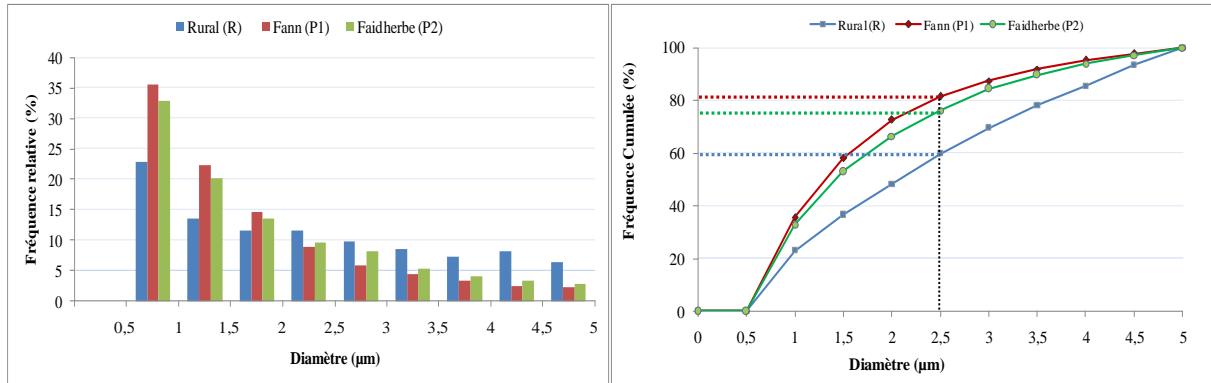 Rural (R) Fann (P1) Faidherbe (P2)
Fréquence relative (%)
40
35
30
25
20
15
10
5
0
0,5 1 1,5 2 2,5 3 3,5 4 4,5 5
Diamètre (µm)
Rural(R) Fann (P1) Faidherbe (P2)
Fréquence Cumulée (%)
100
80
60
40
20
0
0 0,5 1 1,5 2 2,5 3 3,5 4 4,5 5
Diamètre (µm)